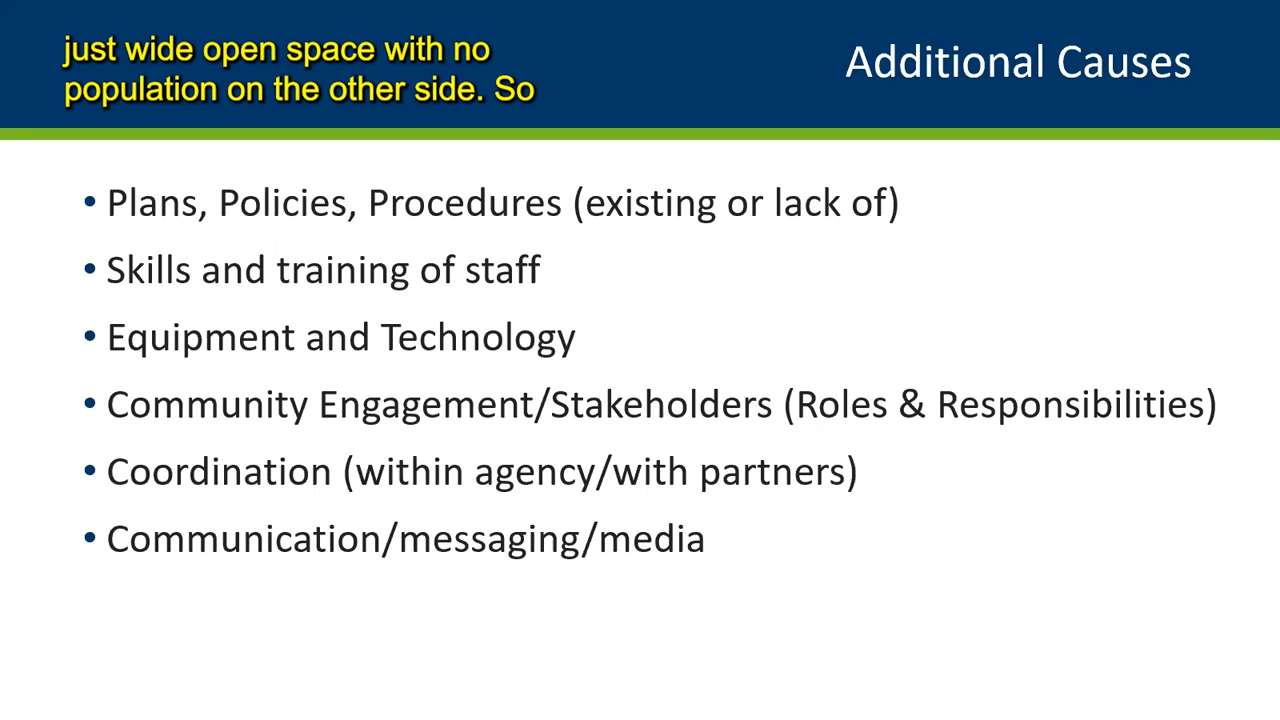 just wide open space with no
population on the other side. So
Additional Causes
• Plans, Policies, Procedures (existing or lack of)
• Skills and training of staff
• Equipment and Technology
• Community Engagement/Stakeholders (Roles & Responsibilities)
• Coordination (within agency/with partners)
• Communication/messaging/media